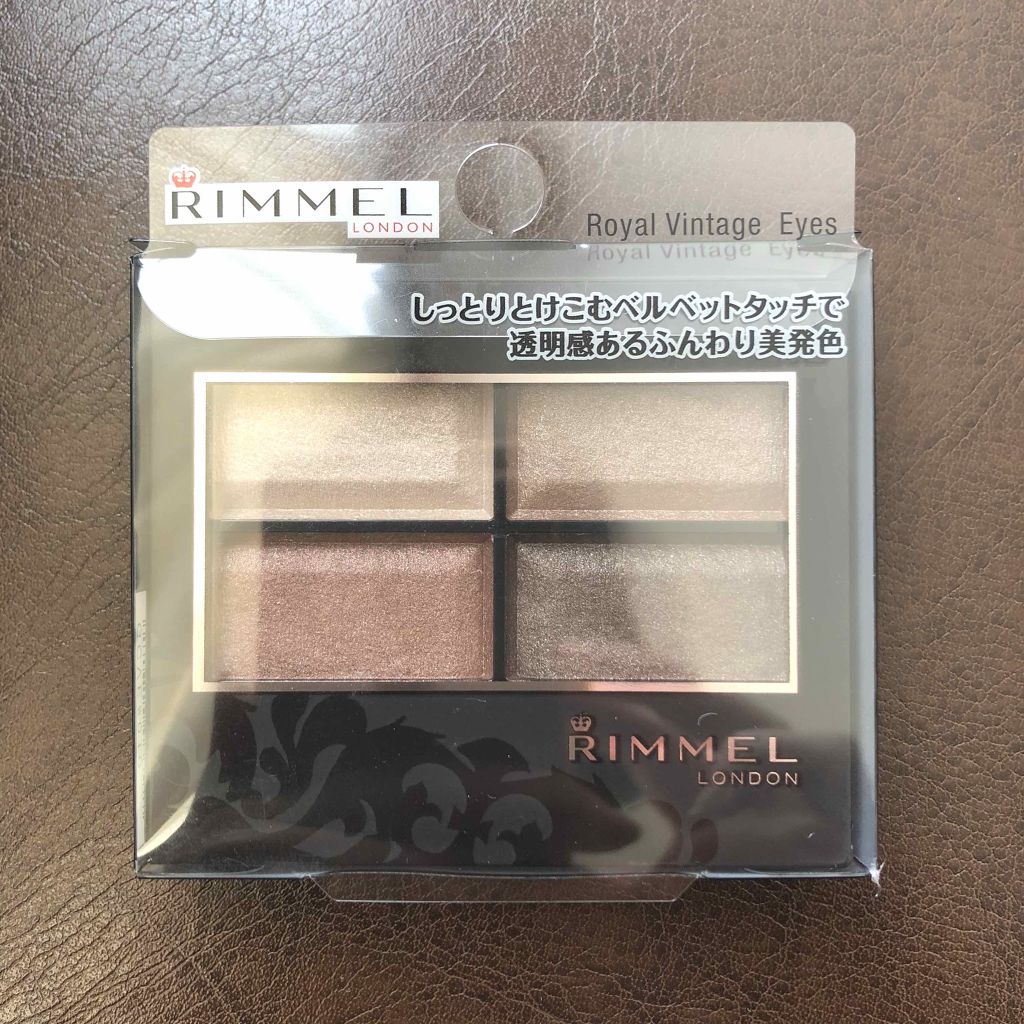 RIMMEL
LONDON
Royal Vintage Eyes
しっとりとけこむベルベットタッチで
透明感あるふんわり美発色
RIMMEL
LONDON